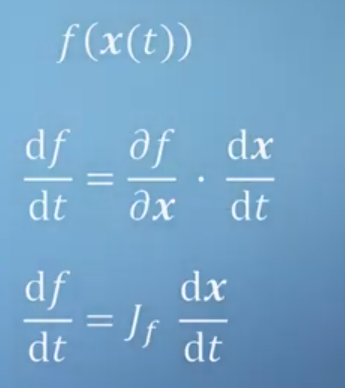 f(𝒙(t))
df/dt = ∂f/∂𝒙 · d𝒙/dt
df/dt = J_f d𝒙/dt